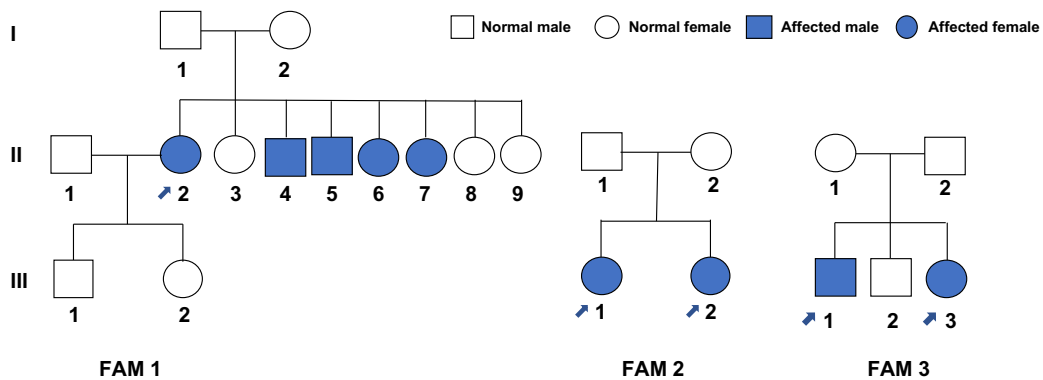 I
Normal male Normal female Affected male Affected female
1 2
II
1 2 3 4 5 6 7 8 9
1 2
1 2
III
1 2
1 2
1 2 3
FAM 1 FAM 2 FAM 3